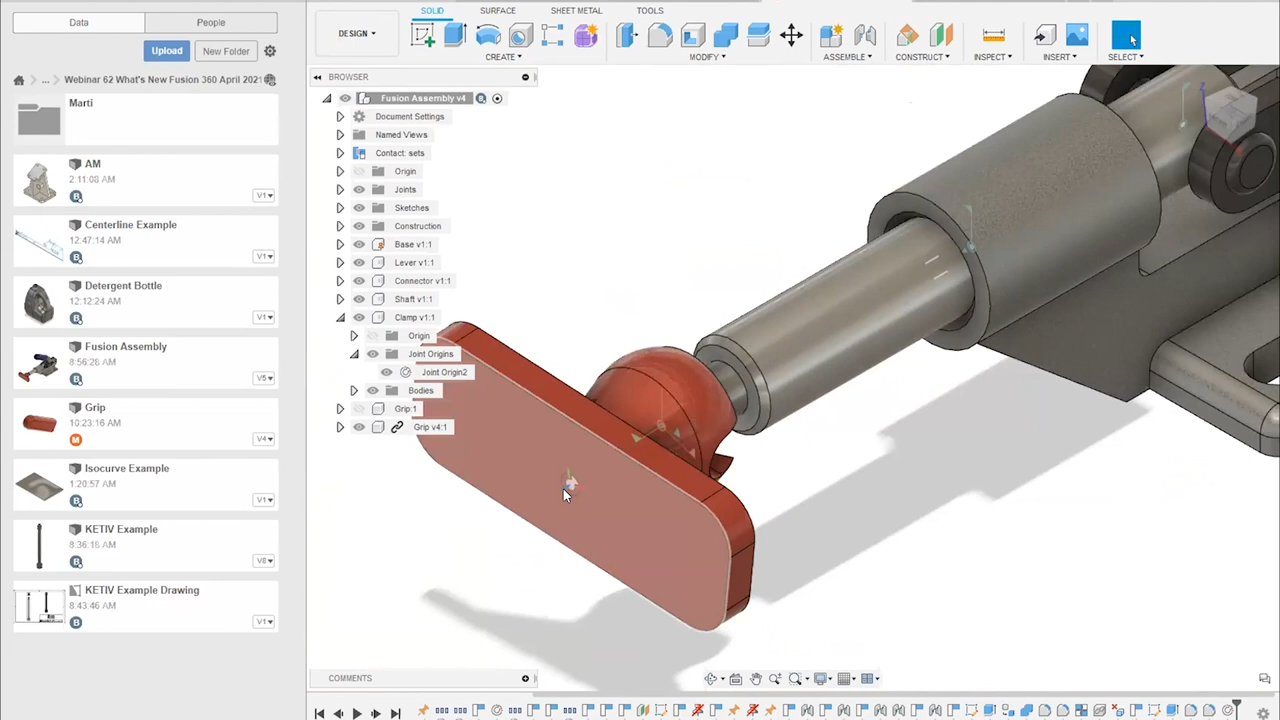 SOLID SURFACE SHEET METAL TOOLS
Data People
DESIGN
Upload New Folder
CREATE MODIFY ASSEMBLE CONSTRUCT INSPECT INSERT SELECT
... Webinar 62 What's New Fusion 360 April 2021
BROWSER
Marti
Fusion Assembly v4
Document Settings
Named Views
Contact: sets
Origin
Joints
Sketches
Construction
Base v1:1
Lever v1:1
Connector v1:1
Shaft v1:1
Clamp v1:1
Origin
Joint Origins
Joint Origin2
Bodies
Grip:1
Grip v4:1
AM
2:11:08 AM
V1
Centerline Example
12:47:14 AM
V1
Detergent Bottle
12:12:24 AM
V1
Fusion Assembly
8:56:28 AM
V5
Grip
10:23:16 AM
M
V4
Isocurve Example
1:20:57 AM
V1
KETIV Example
8:36:18 AM
V8
KETIV Example Drawing
8:43:46 AM
V1
COMMENTS